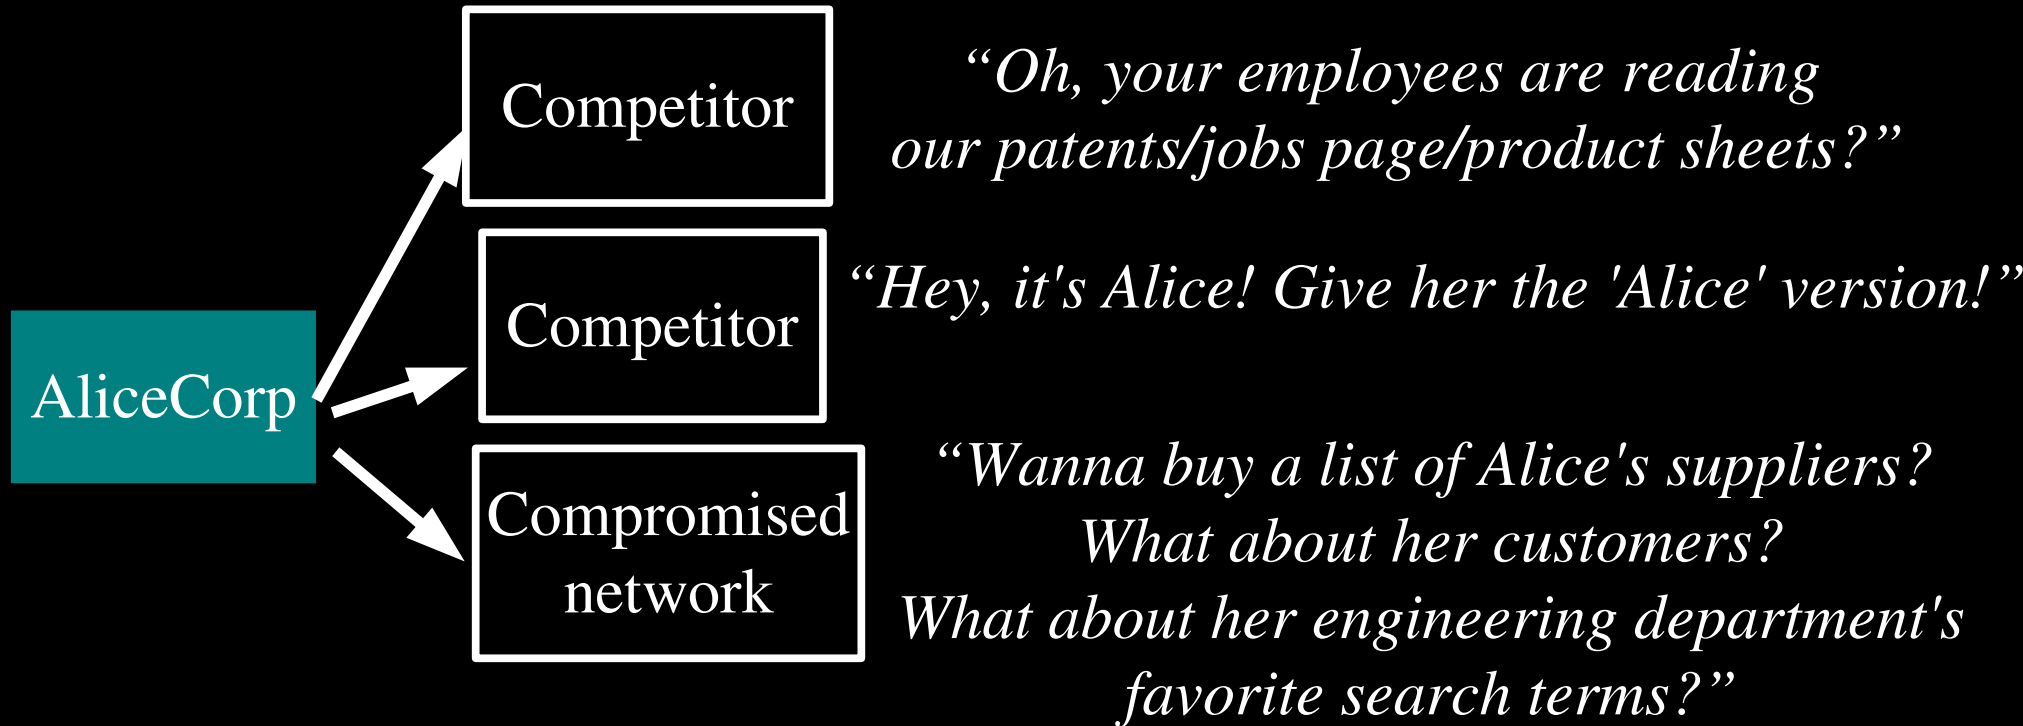 Competitor
“Oh, your employees are reading
our patents/jobs page/product sheets?”
Competitor
“Hey, it's Alice! Give her the 'Alice' version!”
AliceCorp
Compromised
network
“Wanna buy a list of Alice's suppliers?
What about her customers?
What about her engineering department's
favorite search terms?”